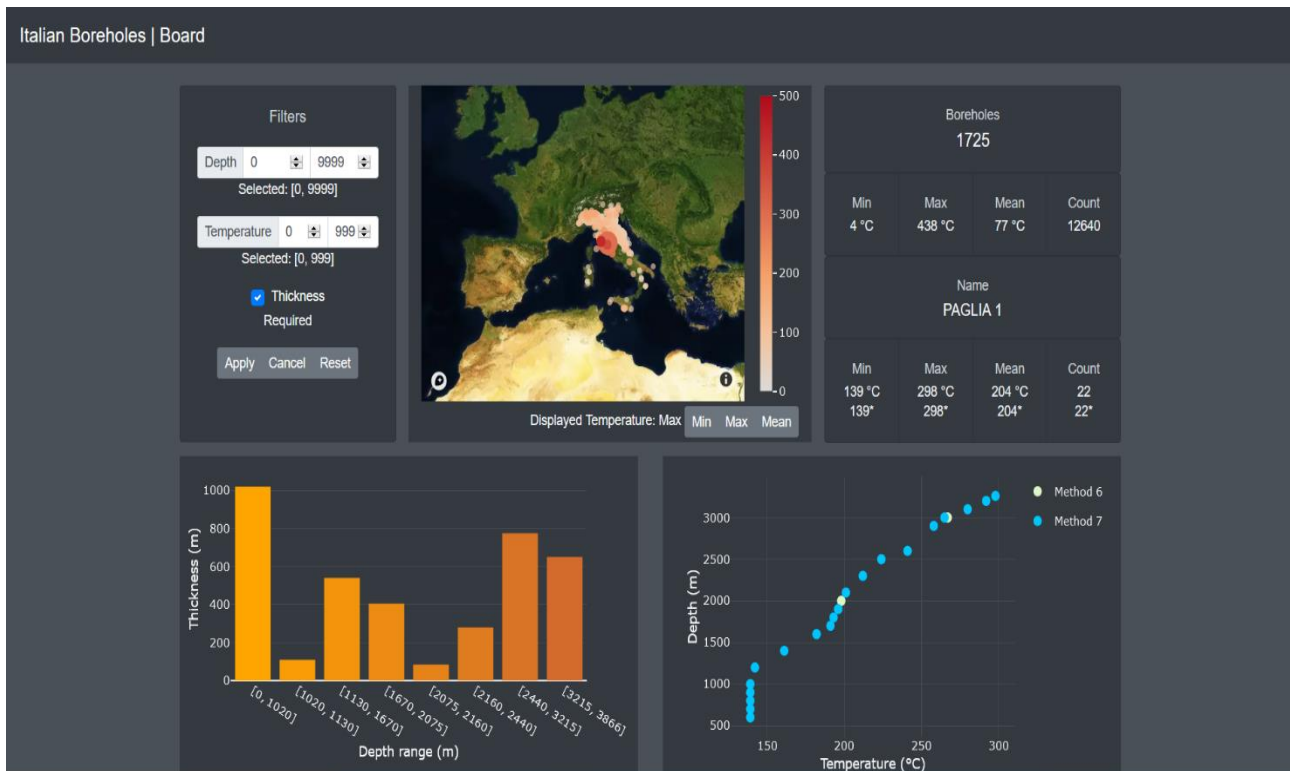 Italian Boreholes | Board
Filters
Depth 0 9999
Selected: [0, 9999]
Temperature 0 999
Selected: [0, 999]
Thickness
Required
Apply Cancel Reset
500
400
300
200
100
0
Displayed Temperature: Max Min Max Mean
Boreholes
1725
Min Max Mean Count
4 °C 438 °C 77 °C 12640
Name
PAGLIA 1
Min Max Mean Count
139 °C 298 °C 204 °C 22
139* 298* 204* 22*
Thickness (m)
1000
800
600
400
200
0
[0, 1020] [1020, 1130] [1130, 1670] [1670, 2075] [2075, 2160] [2160, 2440] [2440, 3215] [3215, 3866]
Depth range (m)
Depth (m)
3000
2500
2000
1500
1000
500
150 200 250 300
Temperature (°C)
Method 6
Method 7